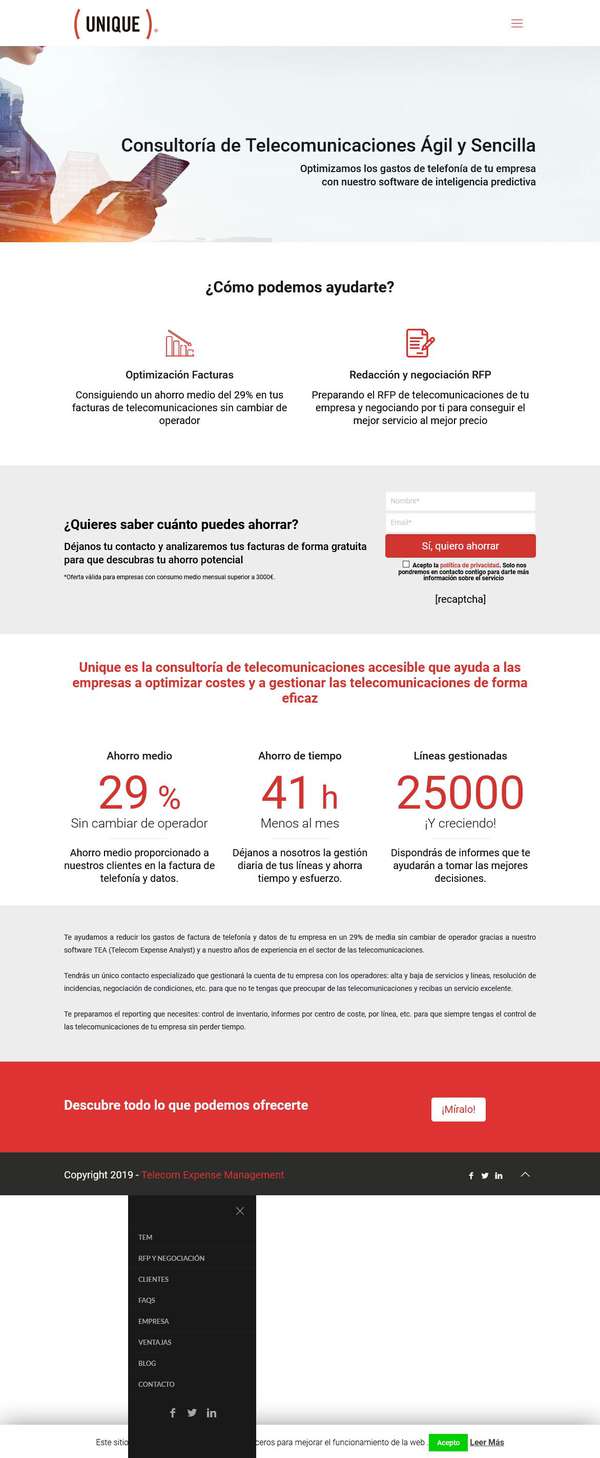 ( UNIQUE )®
Consultoría de Telecomunicaciones Ágil y Sencilla
Optimizamos los gastos de telefonía de tu empresa
con nuestro software de inteligencia predictiva
¿Cómo podemos ayudarte?
Optimización Facturas
Consiguiendo un ahorro medio del 29% en tus
facturas de telecomunicaciones sin cambiar de
operador
Redacción y negociación RFP
Preparando el RFP de telecomunicaciones de tu
empresa y negociando por ti para conseguir el
mejor servicio al mejor precio
¿Quieres saber cuánto puedes ahorrar?
Déjanos tu contacto y analizaremos tus facturas de forma gratuita
para que descubras tu ahorro potencial
*Oferta válida para empresas con consumo medio mensual superior a 3000€.
Nombre*
Email*
Sí, quiero ahorrar
Acepto la política de privacidad. Solo nos
pondremos en contacto contigo para darte más
información sobre el servicio
[recaptcha]
Unique es la consultoría de telecomunicaciones accesible que ayuda a las
empresas a optimizar costes y a gestionar las telecomunicaciones de forma
eficaz
Ahorro medio
29 %
Sin cambiar de operador
Ahorro medio proporcionado a
nuestros clientes en la factura de
telefonía y datos.
Ahorro de tiempo
41 h
Menos al mes
Déjanos a nosotros la gestión
diaria de tus líneas y ahorra
tiempo y esfuerzo.
Líneas gestionadas
25000
¡Y creciendo!
Dispondrás de informes que te
ayudarán a tomar las mejores
decisiones.
Te ayudamos a reducir los gastos de factura de telefonía y datos de tu empresa en un 29% de media sin cambiar de operador gracias a nuestro
software TEA (Telecom Expense Analyst) y a nuestro años de experiencia en el sector de las telecomunicaciones.
Tendrás un único contacto especializado que gestionará la cuenta de tu empresa con los operadores: alta y baja de servicios y lineas, resolución de
incidencias, negociación de condiciones, etc. para que no te tengas que preocupar de las telecomunicaciones y recibas un servicio excelente.
Te preparamos el reporting que necesites: control de inventario, informes por centro de coste, por línea, etc. para que siempre tengas el control de
las telecomunicaciones de tu empresa sin perder tiempo.
Descubre todo lo que podemos ofrecerte
¡Míralo!
Copyright 2019 - Telecom Expense Management
TEM
RFP Y NEGOCIACIÓN
CLIENTES
FAQS
EMPRESA
VENTAJAS
BLOG
CONTACTO
Este sitio ceros para mejorar el funcionamiento de la web . Acepto Leer Más